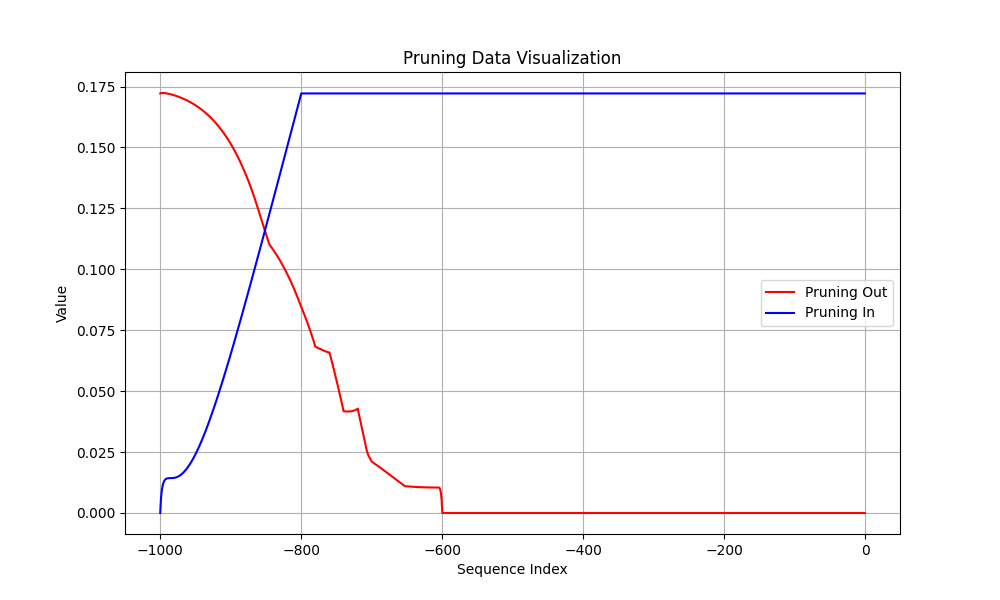 Pruning Data Visualization
Value
0.175
0.150
0.125
0.100
0.075
0.050
0.025
0.000
Pruning Out
Pruning In
−1000
−800
−600
−400
−200
0
Sequence Index